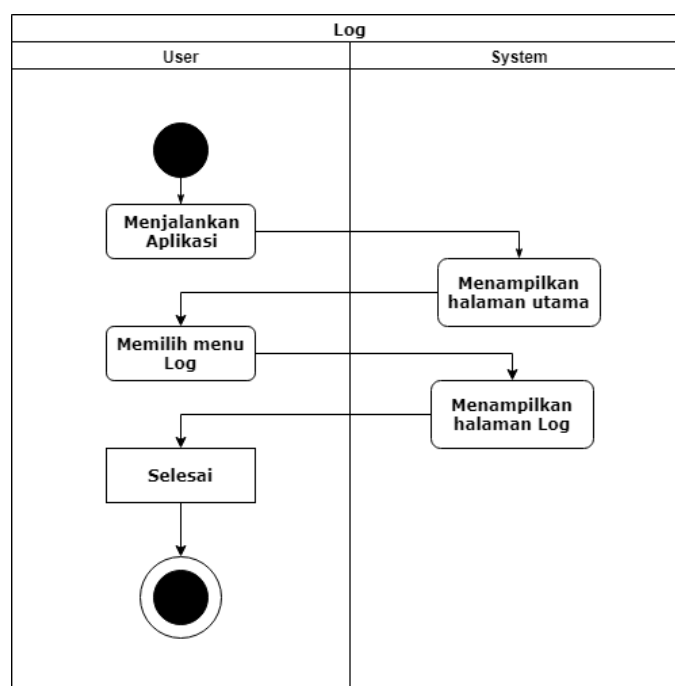 Log
User
System
Menjalankan
Aplikasi
Menampilkan
halaman utama
Memilih menu
Log
Menampilkan
halaman Log
Selesai